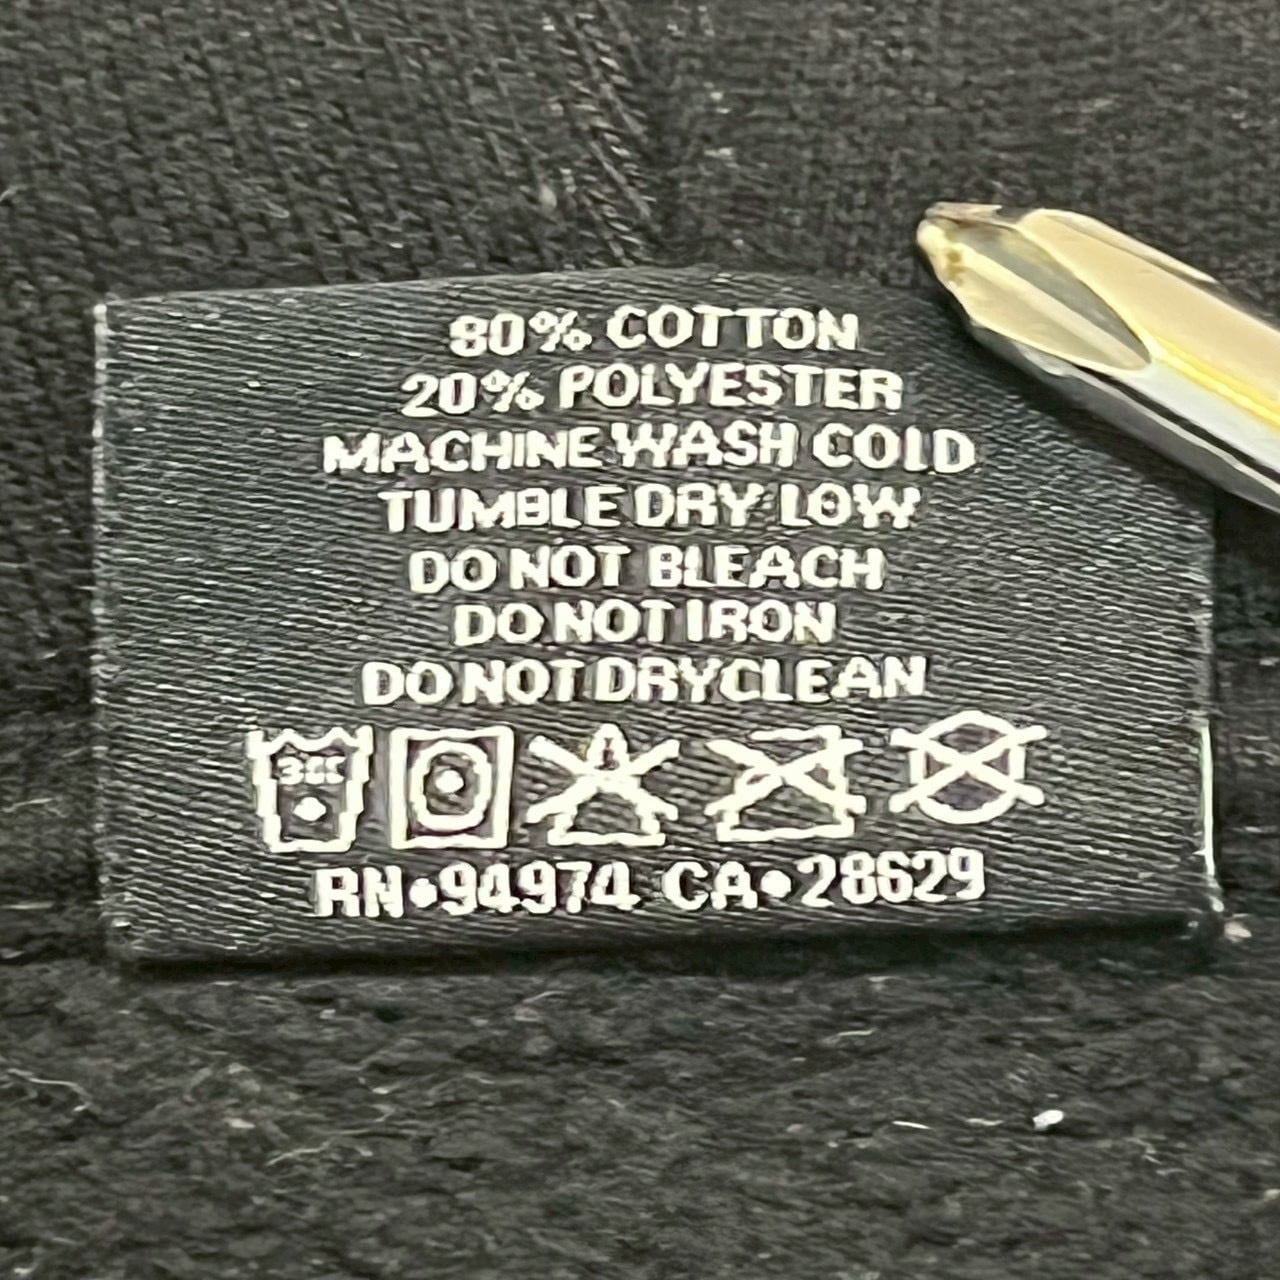 80% COTTON
20% POLYESTER
MACHINE WASH COLD
TUMBLE DRY LOW
DO NOT BLEACH
DO NOT IRON
DO NOT DRYCLEAN
RN•94974 CA•28629